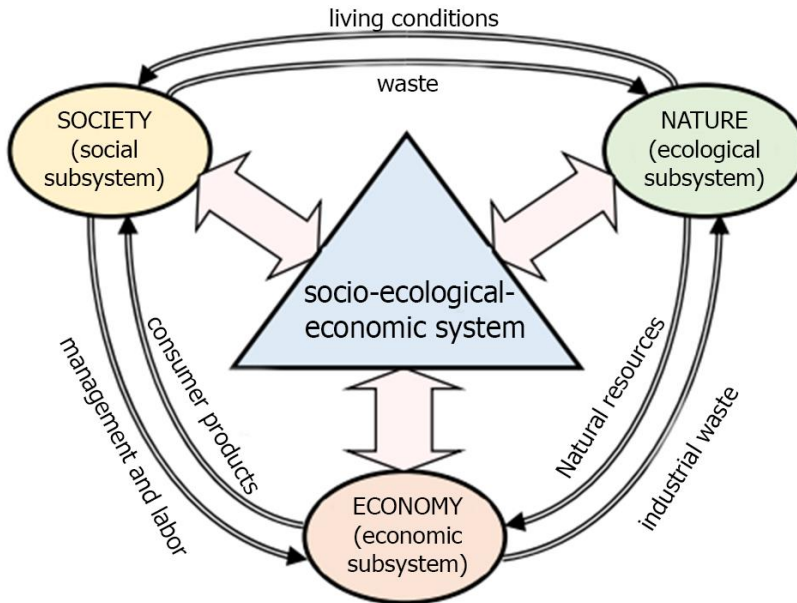 living conditions
waste
SOCIETY
(social
subsystem)
NATURE
(ecological
subsystem)
socio-ecological-
economic system
management and labor
consumer products
Natural resources
industrial waste
ECONOMY
(economic
subsystem)